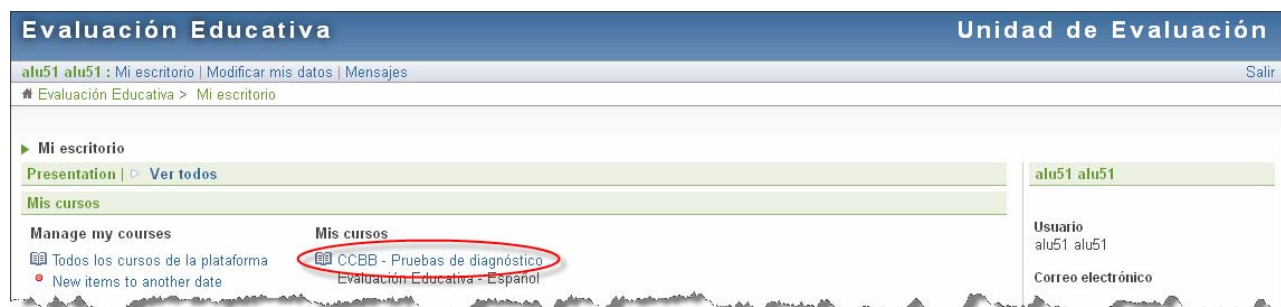 Evaluación Educativa
Unidad de Evaluación
alu51 alu51 : Mi escritorio | Modificar mis datos | Mensajes
Salir
Evaluación Educativa > Mi escritorio
Mi escritorio
Presentation | Ver todos
Mis cursos
Manage my courses
Todos los cursos de la plataforma
New items to another date
Mis cursos
CCBB - Pruebas de diagnóstico
Evaluación Educativa - Español
alu51 alu51
Usuario
alu51 alu51
Correo electrónico